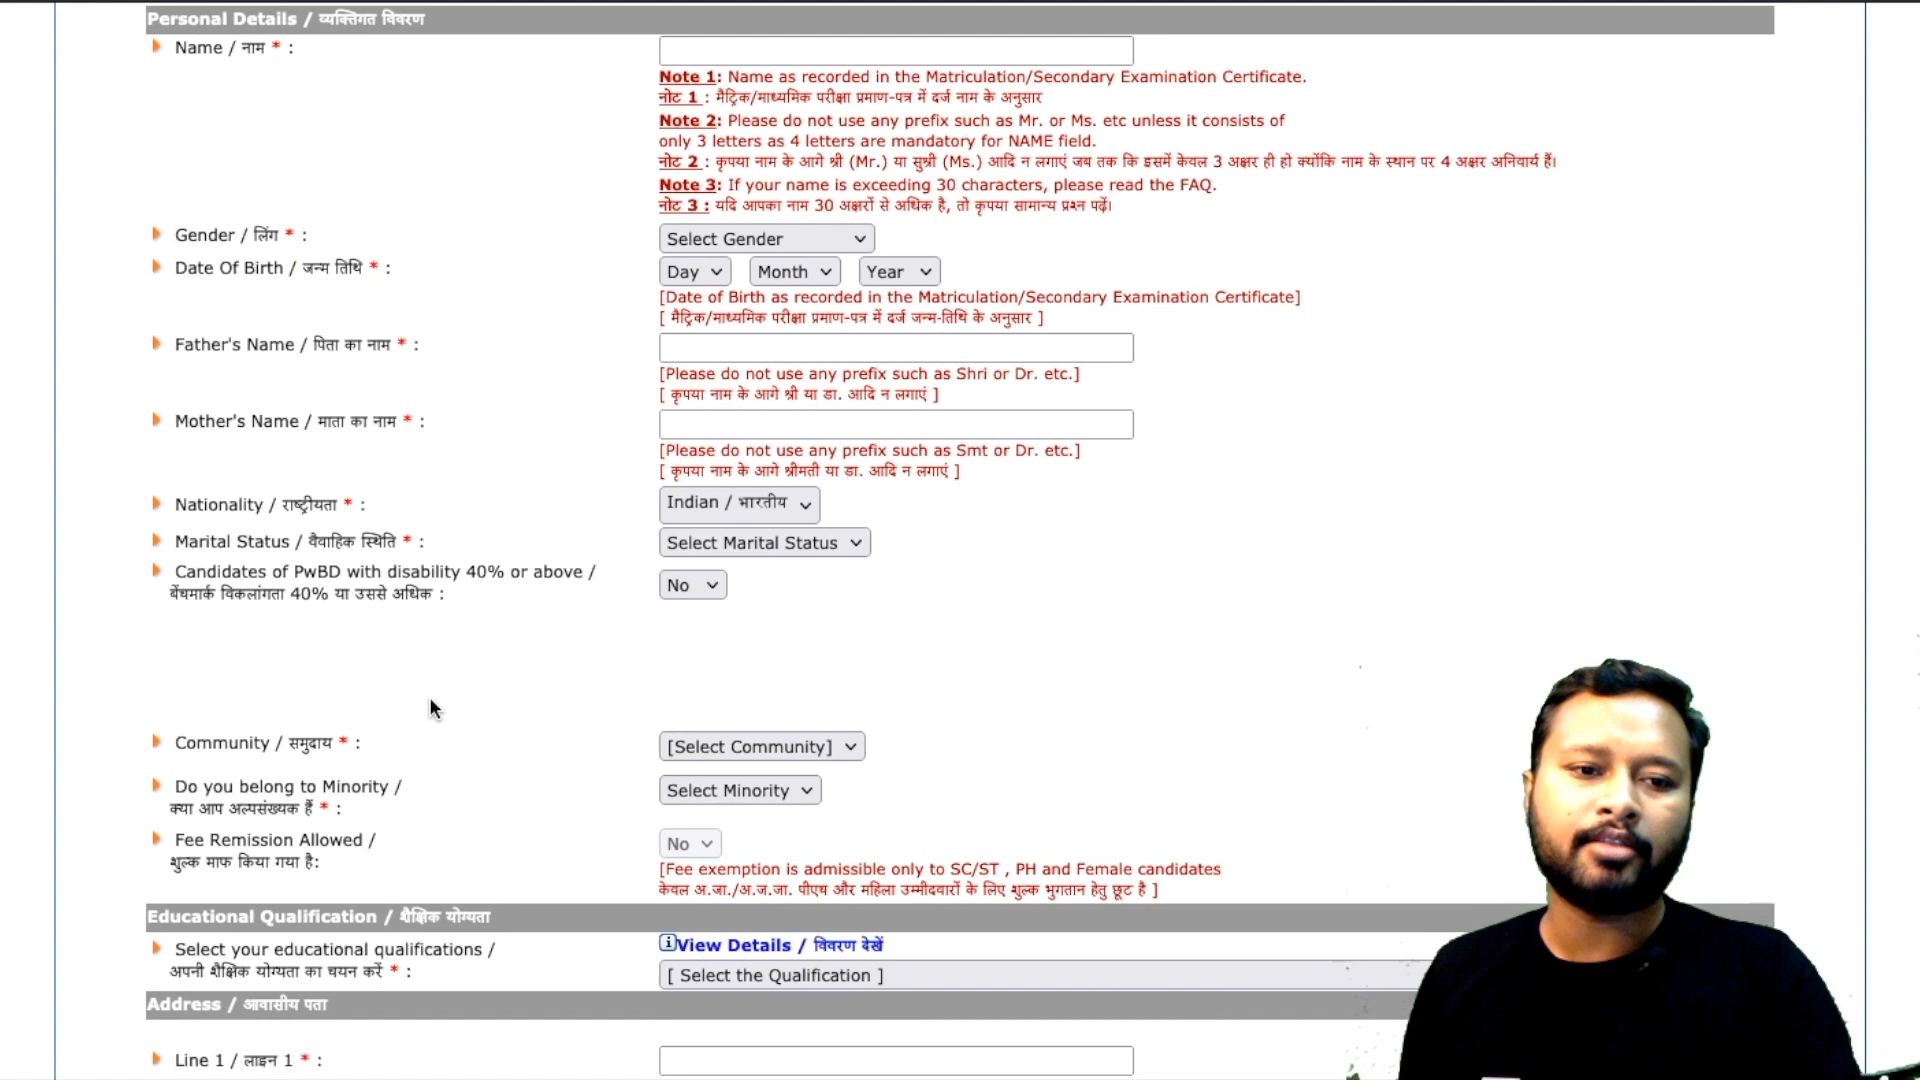 Personal Details / व्यक्तिगत विवरण
Name / नाम * :
Note 1: Name as recorded in the Matriculation/Secondary Examination Certificate.
नोट 1 : मैट्रिक/माध्यमिक परीक्षा प्रमाण-पत्र में दर्ज नाम के अनुसार
Note 2: Please do not use any prefix such as Mr. or Ms. etc unless it consists of
only 3 letters as 4 letters are mandatory for NAME field.
नोट 2 : कृपया नाम के आगे श्री (Mr.) या सुश्री (Ms.) आदि न लगाएं जब तक कि इसमें केवल 3 अक्षर ही हो क्योंकि नाम के स्थान पर 4 अक्षर अनिवार्य हैं।
Note 3: If your name is exceeding 30 characters, please read the FAQ.
नोट 3 : यदि आपका नाम 30 अक्षरों से अधिक है, तो कृपया सामान्य प्रश्न पढ़ें।
Gender / लिंग * :
Select Gender
Date Of Birth / जन्म तिथि * :
Day Month Year
[Date of Birth as recorded in the Matriculation/Secondary Examination Certificate]
[ मैट्रिक/माध्यमिक परीक्षा प्रमाण-पत्र में दर्ज जन्म-तिथि के अनुसार ]
Father's Name / पिता का नाम * :
[Please do not use any prefix such as Shri or Dr. etc.]
[ कृपया नाम के आगे श्री या डा. आदि न लगाएं ]
Mother's Name / माता का नाम * :
[Please do not use any prefix such as Smt or Dr. etc.]
[ कृपया नाम के आगे श्रीमती या डा. आदि न लगाएं ]
Nationality / राष्ट्रीयता * :
Indian / भारतीय
Marital Status / वैवाहिक स्थिति * :
Select Marital Status
Candidates of PwBD with disability 40% or above /
बेंचमार्क विकलांगता 40% या उससे अधिक :
No
Community / समुदाय * :
[Select Community]
Do you belong to Minority /
क्या आप अल्पसंख्यक हैं * :
Select Minority
Fee Remission Allowed /
शुल्क माफ किया गया है:
No
[Fee exemption is admissible only to SC/ST , PH and Female candidates
केवल अ.जा./अ.ज.जा. पीएच और महिला उम्मीदवारों के लिए शुल्क भुगतान हेतु छूट है ]
Educational Qualification / शैक्षिक योग्यता
Select your educational qualifications /
अपनी शैक्षिक योग्यता का चयन करें * :
View Details / विवरण देखें
[ Select the Qualification ]
Address / आवासीय पता
Line 1 / लाइन 1 * :